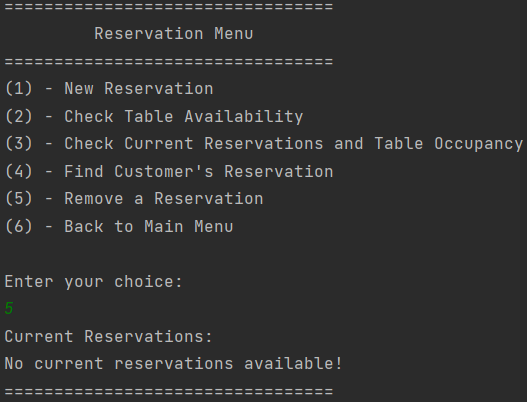 =================================
Reservation Menu
=================================
(1) - New Reservation
(2) - Check Table Availability
(3) - Check Current Reservations and Table Occupancy
(4) - Find Customer's Reservation
(5) - Remove a Reservation
(6) - Back to Main Menu
Enter your choice:
5
Current Reservations:
No current reservations available!
=================================